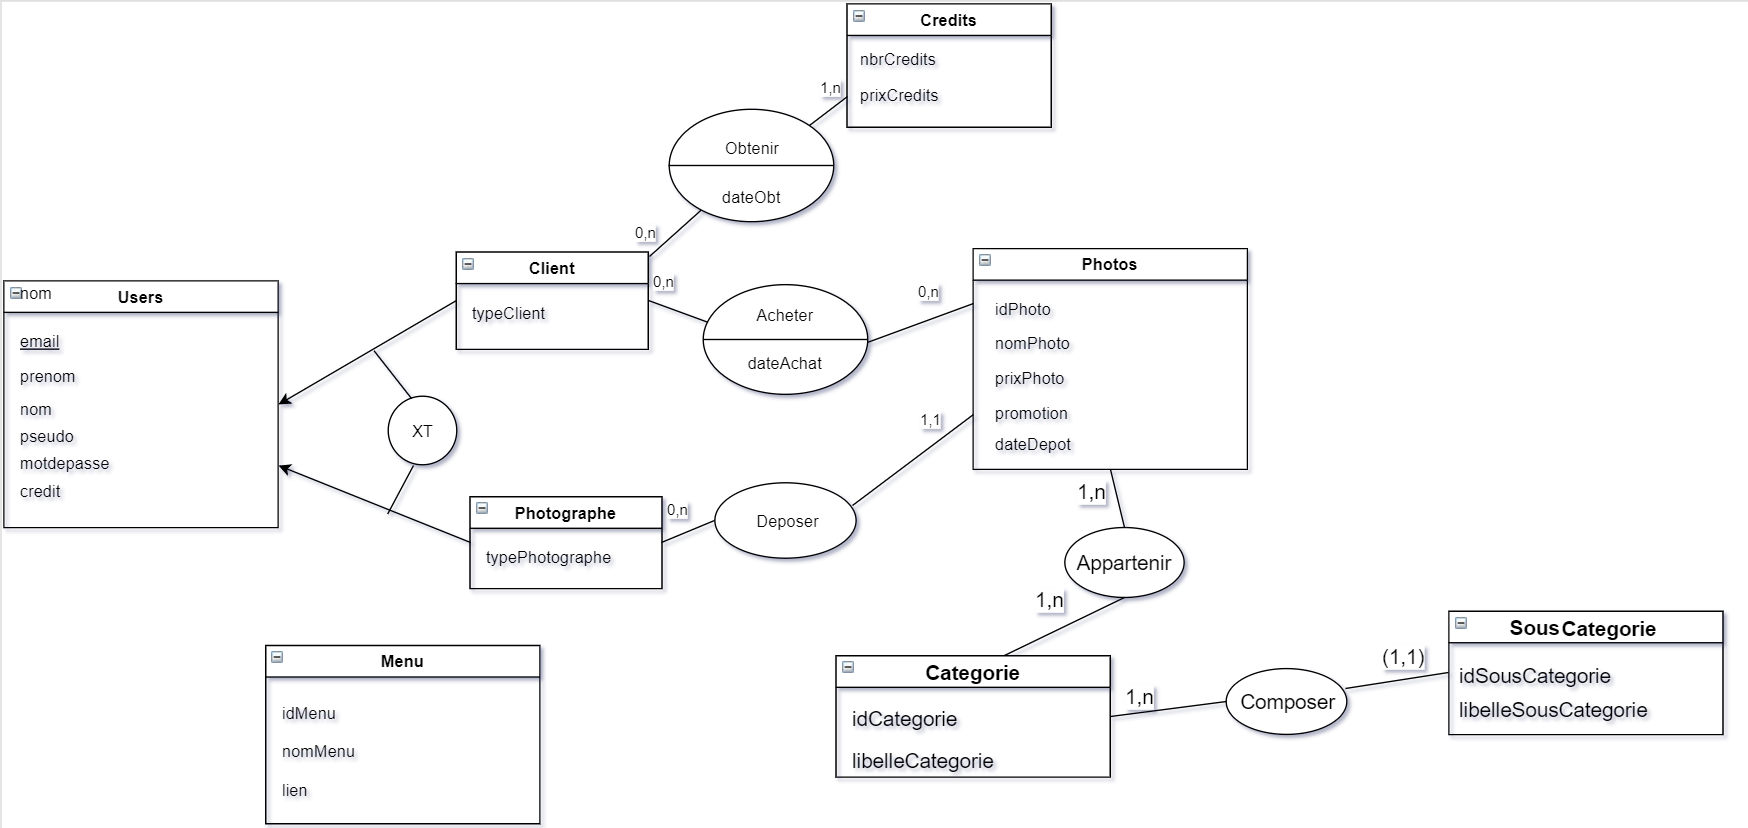 Credits
nbrCredits
prixCredits
1,n
Obtenir
dateObt
0,n
Client
typeClient
0,n
Acheter
dateAchat
0,n
Photos
idPhoto
nomPhoto
prixPhoto
promotion
dateDepot
nom
Users
email
prenom
nom
pseudo
motdepasse
credit
XT
Photographe
typePhotographe
0,n
Deposer
1,1
1,n
Appartenir
1,n
Menu
idMenu
nomMenu
lien
Categorie
idCategorie
libelleCategorie
1,n
Composer
(1,1)
SousCategorie
idSousCategorie
libelleSousCategorie